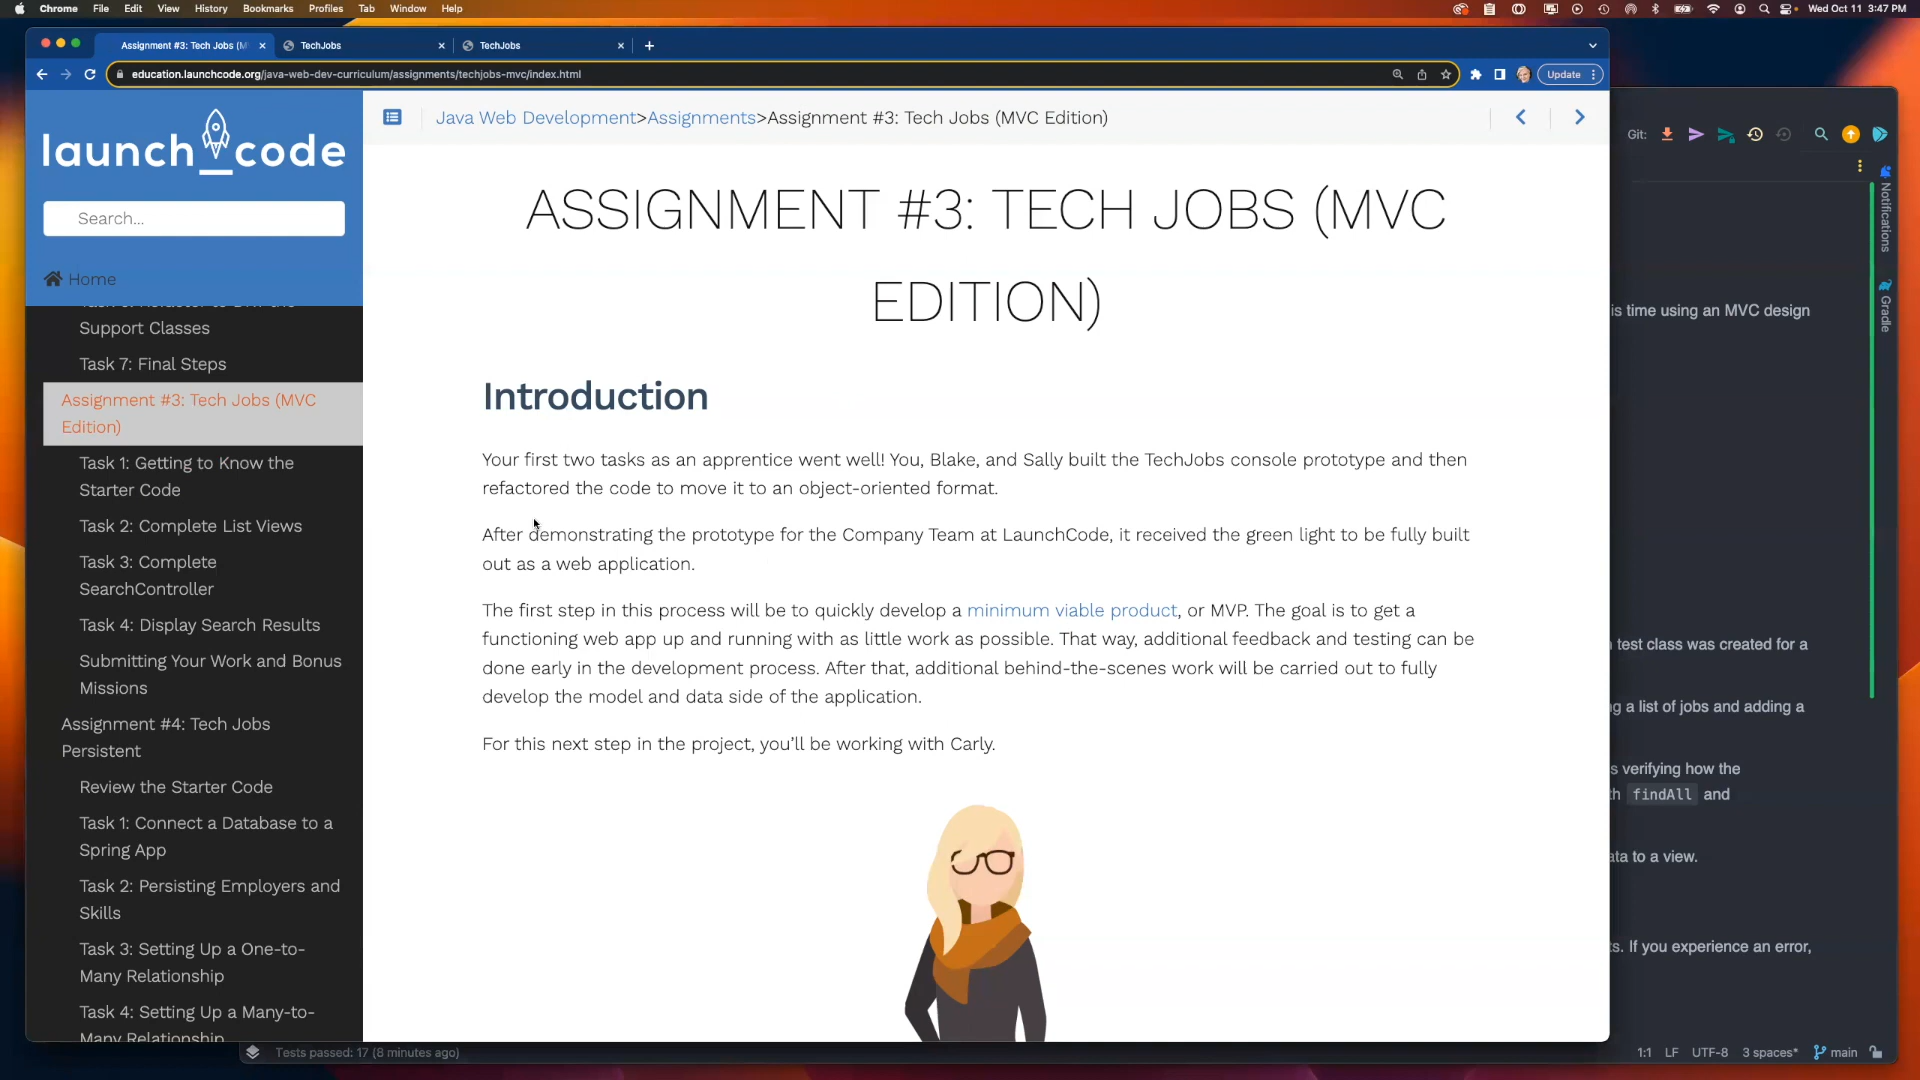 Chrome File Edit View History Bookmarks Profiles Tab Window Help
Wed Oct 11 3:47 PM
Assignment #3: Tech Jobs (M
TechJobs
TechJobs
education.launchcode.org/java-web-dev-curriculum/assignments/techjobs-mvc/index.html
Update
launch_code
Search...
Home
Support Classes
Task 7: Final Steps
Assignment #3: Tech Jobs (MVC
Edition)
Task 1: Getting to Know the
Starter Code
Task 2: Complete List Views
Task 3: Complete
SearchController
Task 4: Display Search Results
Submitting Your Work and Bonus
Missions
Assignment #4: Tech Jobs
Persistent
Review the Starter Code
Task 1: Connect a Database to a
Spring App
Task 2: Persisting Employers and
Skills
Task 3: Setting Up a One-to-
Many Relationship
Task 4: Setting Up a Many-to-
Many Relationship
Java Web Development>Assignments>Assignment #3: Tech Jobs (MVC Edition)
ASSIGNMENT #3: TECH JOBS (MVC
EDITION)
Introduction
Your first two tasks as an apprentice went well! You, Blake, and Sally built the TechJobs console prototype and then
refactored the code to move it to an object-oriented format.
After demonstrating the prototype for the Company Team at LaunchCode, it received the green light to be fully built
out as a web application.
The first step in this process will be to quickly develop a minimum viable product, or MVP. The goal is to get a
functioning web app up and running with as little work as possible. That way, additional feedback and testing can be
done early in the development process. After that, additional behind-the-scenes work will be carried out to fully
develop the model and data side of the application.
For this next step in the project, you'll be working with Carly.
Git:
Notifications
Gradle
is time using an MVC design
test class was created for a
g a list of jobs and adding a
s verifying how the
h findAll and
ata to a view.
ts. If you experience an error,
Tests passed: 17 (8 minutes ago)
1:1 LF UTF-8 3 spaces* main